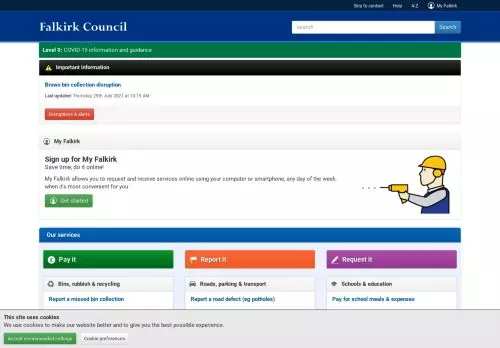 Skip to content Help A-Z My Falkirk
Falkirk Council
search Search
Level 0: COVID-19 information and guidance
Important information
Brown bin collection disruption
Last updated: Thursday, 29th July 2021 at 10:15 AM
Disruptions & alerts
My Falkirk
Sign up for My Falkirk
Save time, do it online!
My Falkirk allows you to request and receive services online using your computer or smartphone, any day of the week,
when it's most convenient for you
Get started
Our services
Pay it Report it Request it
Bins, rubbish & recycling Roads, parking & transport Schools & education
Report a missed bin collection Report a road defect (eg potholes) Pay for school meals & expenses
This site uses cookies
We use cookies to make our website better and to give you the best possible experience.
Accept recommended settings Cookie preferences